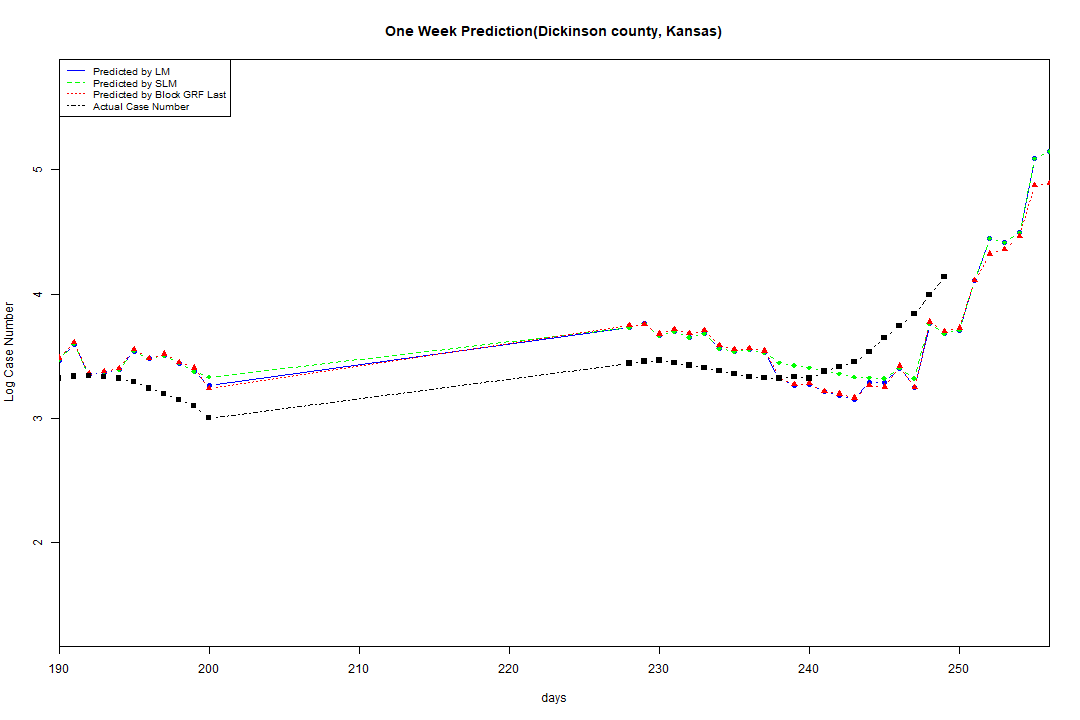 One Week Prediction(Dickinson county, Kansas)
Predicted by LM
Predicted by SLM
Predicted by Block GRF Last
Actual Case Number
5
4
3
2
Log Case Number
190 200 210 220 230 240 250
days